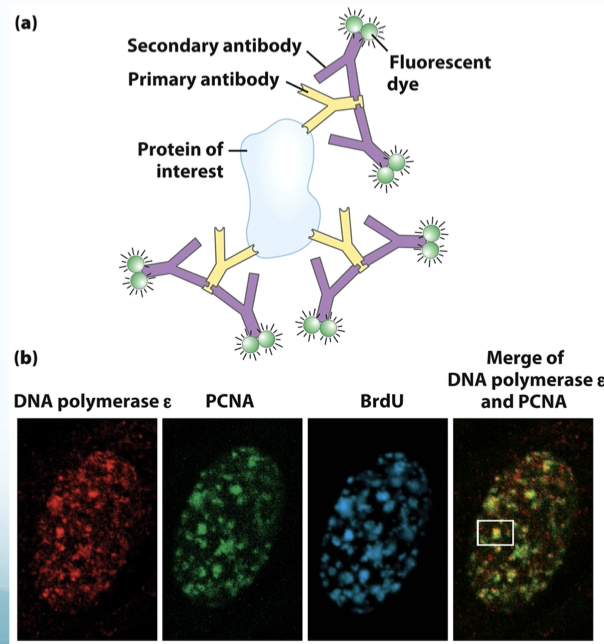 (a)
Secondary antibody
Primary antibody
Fluorescent
dye
Protein of
interest
(b)
DNA polymerase ε
PCNA
BrdU
Merge of
DNA polymerase ε
and PCNA